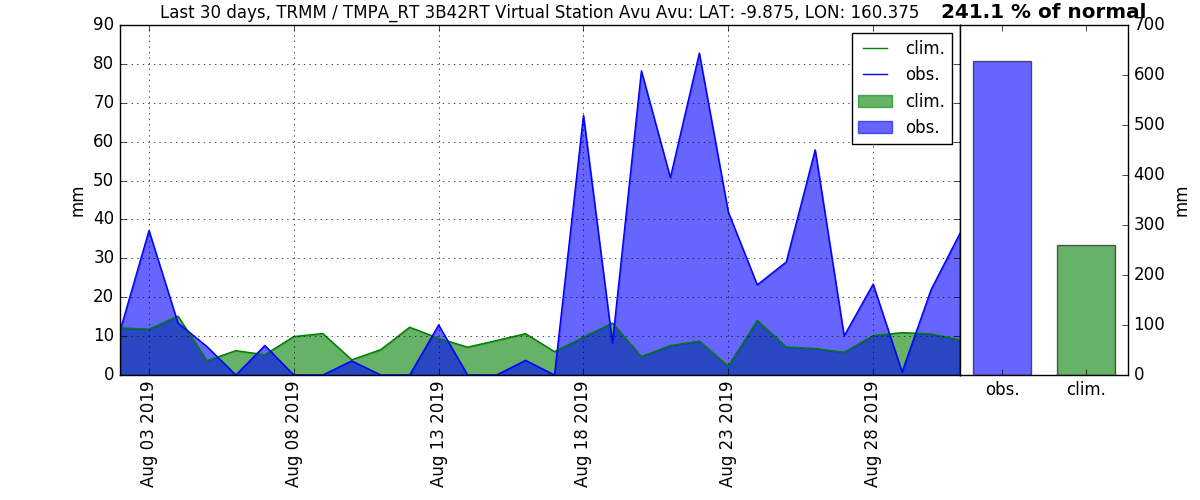 Last 30 days, TRMM / TMPA_RT 3B42RT Virtual Station Avu Avu: LAT: -9.875, LON: 160.375
241.1 % of normal
90
80
70
60
50
40
30
20
10
0
mm
clim.
obs.
clim.
obs.
Aug 03 2019
Aug 08 2019
Aug 13 2019
Aug 18 2019
Aug 23 2019
Aug 28 2019
700
600
500
400
300
200
100
0
mm
obs.
clim.